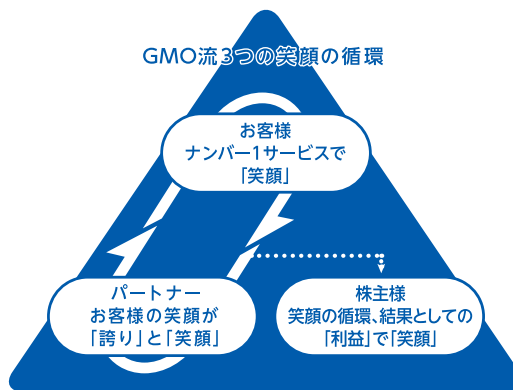 GMO流3つの笑顔の循環
お客様
ナンバー1サービスで
「笑顔」
パートナー
お客様の笑顔が
「誇り」と「笑顔」
株主様
笑顔の循環、結果としての
「利益」で「笑顔」